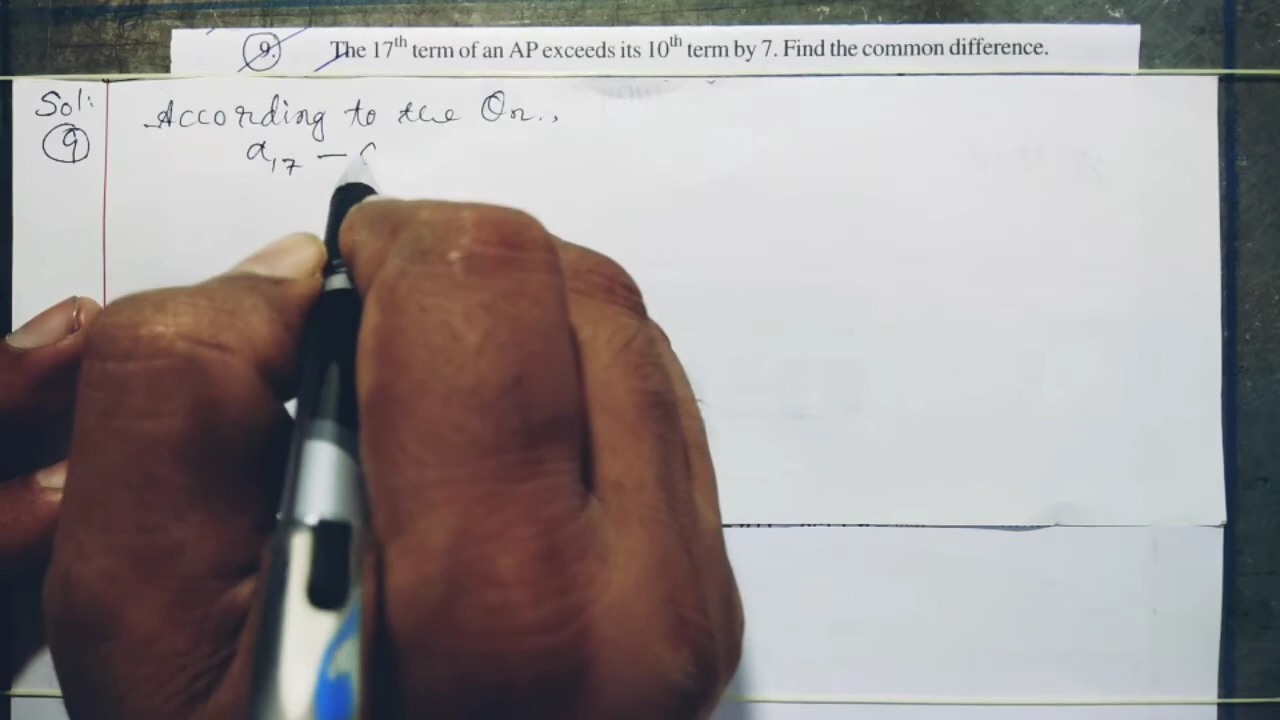 9. The 17th term of an AP exceeds its 10th term by 7. Find the common difference.
Sol:
9
According to the Qn.,
a17 –